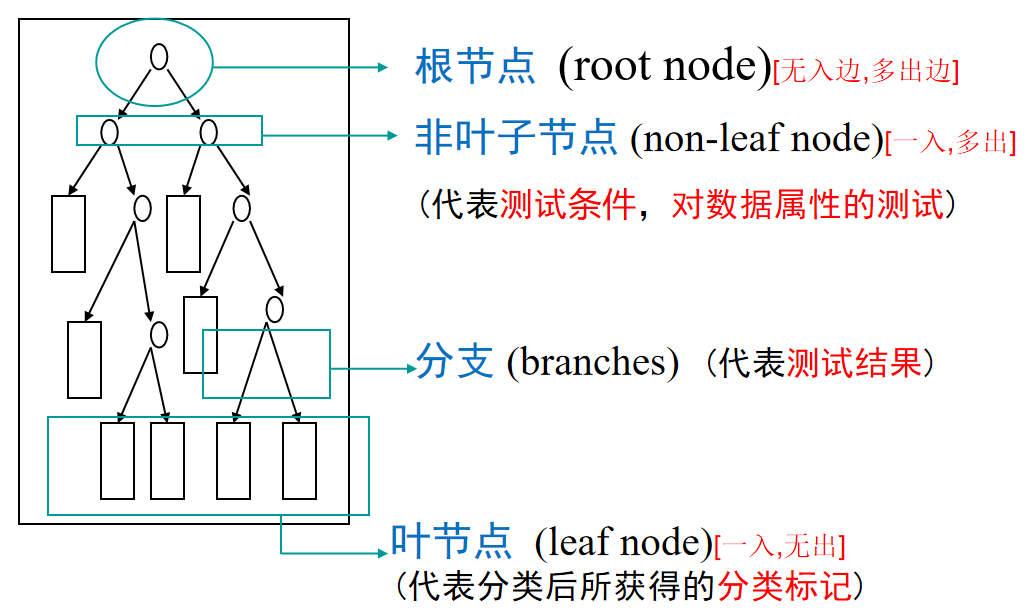 根节点 (root node)[无入边,多出边]
非叶子节点 (non-leaf node)[一入,多出]
(代表测试条件，对数据属性的测试)
分支 (branches) (代表测试结果)
叶节点 (leaf node)[一入,无出]
(代表分类后所获得的分类标记)